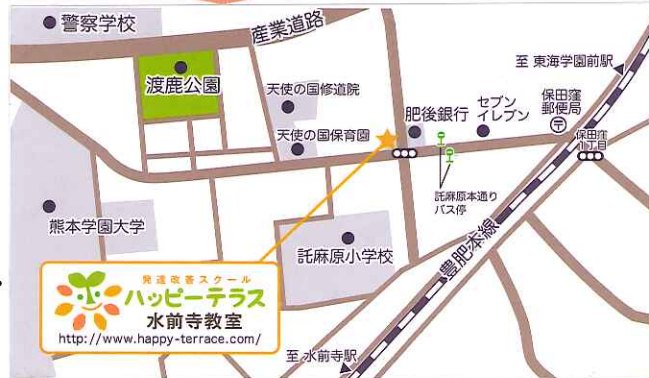 警察学校
産業道路
渡鹿公園
至 東海学園前駅
天使の国修道院
肥後銀行
セブン
イレブン
保田窪
郵便局
〒
天使の国保育園
保田窪
1丁目
託麻原本通り
バス停
熊本学園大学
託麻原小学校
豊肥本線
発達改善スクール
ハッピーテラス
水前寺教室
http://www.happy-terrace.com/
至 水前寺駅